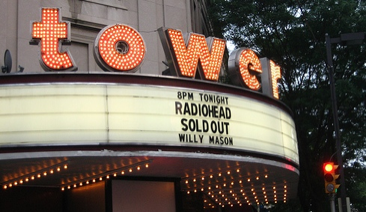 tower
8PM TONIGHT
RADIOHEAD
SOLD OUT
WILLY MASON